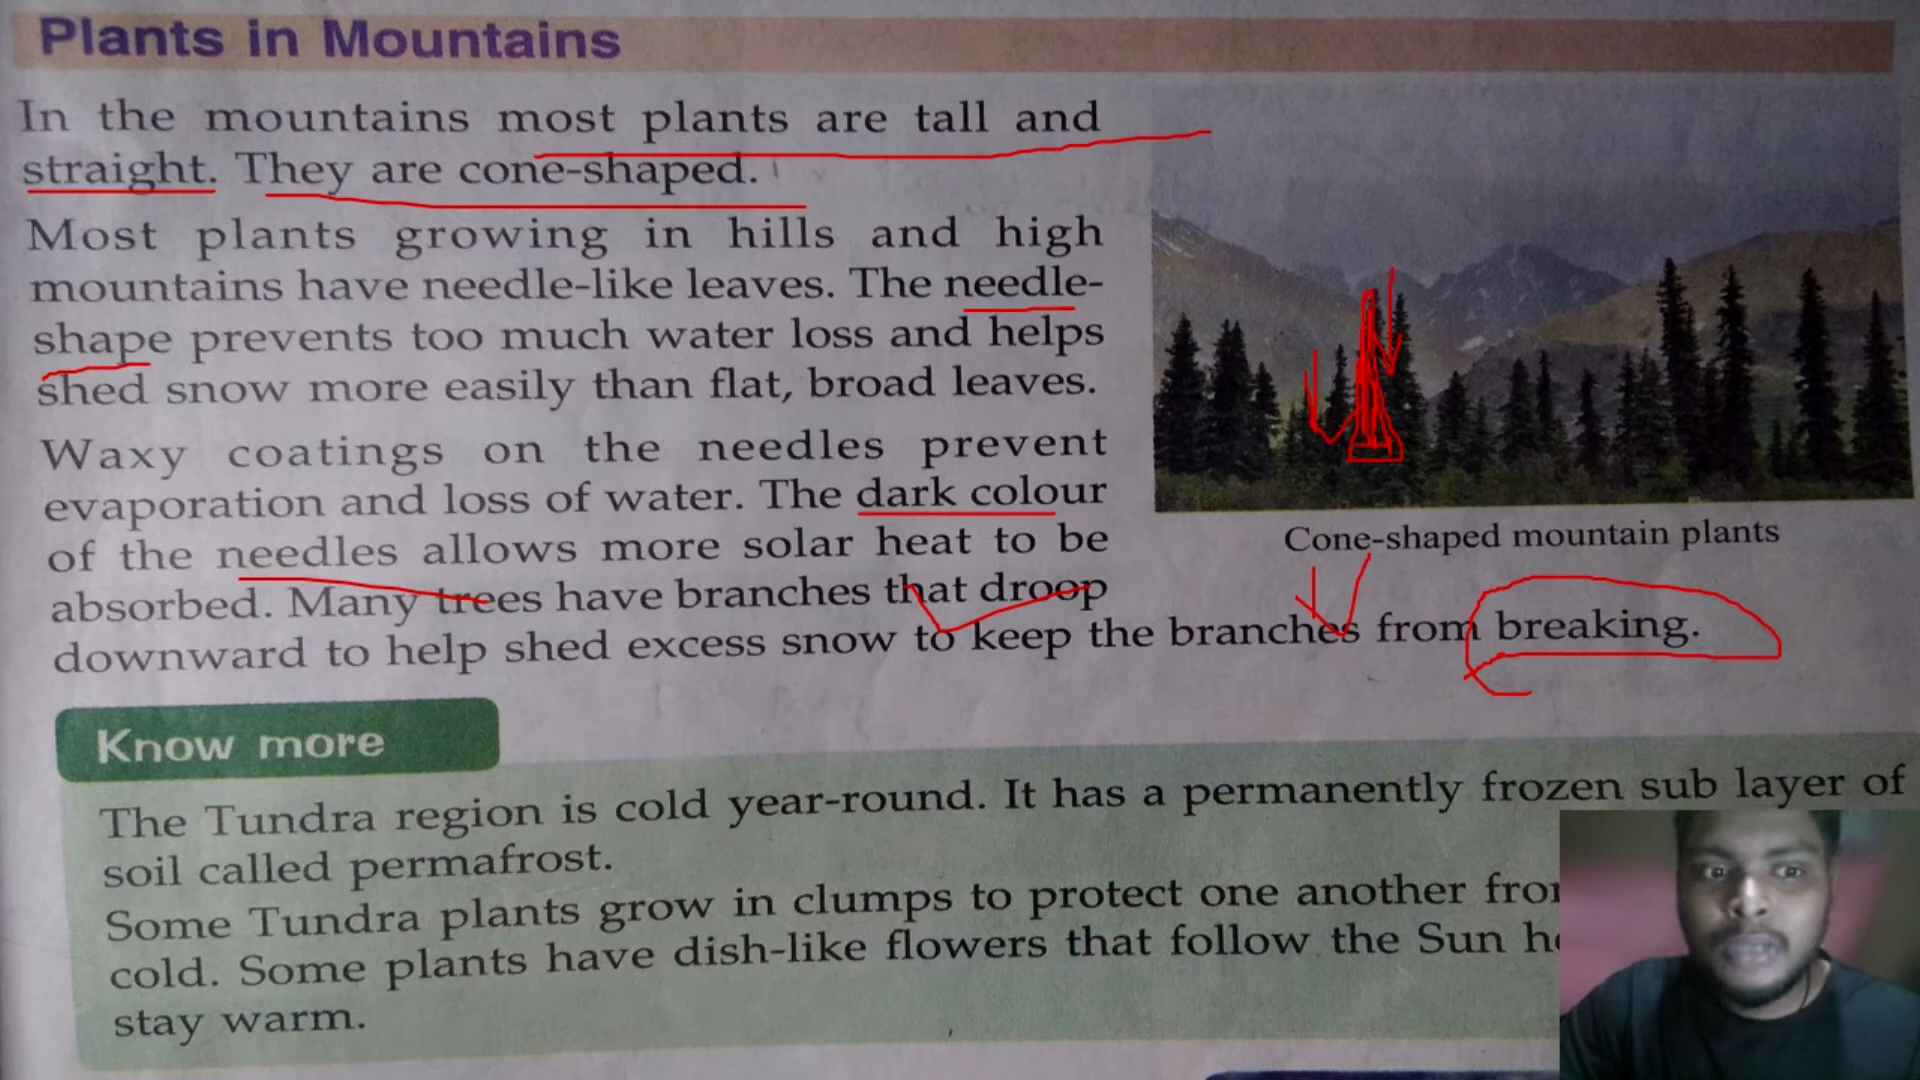 Plants in Mountains
In the mountains most plants are tall and
straight. They are cone-shaped.
Most plants growing in hills and high
mountains have needle-like leaves. The needle-
shape prevents too much water loss and helps
shed snow more easily than flat, broad leaves.
Waxy coatings on the needles prevent
evaporation and loss of water. The dark colour
of the needles allows more solar heat to be
absorbed. Many trees have branches that droop
downward to help shed excess snow to keep the branches from breaking.
Cone-shaped mountain plants
Know more
The Tundra region is cold year-round. It has a permanently frozen sub layer of
soil called permafrost.
Some Tundra plants grow in clumps to protect one another
cold. Some plants have dish-like flowers that follow the Sun
stay warm.